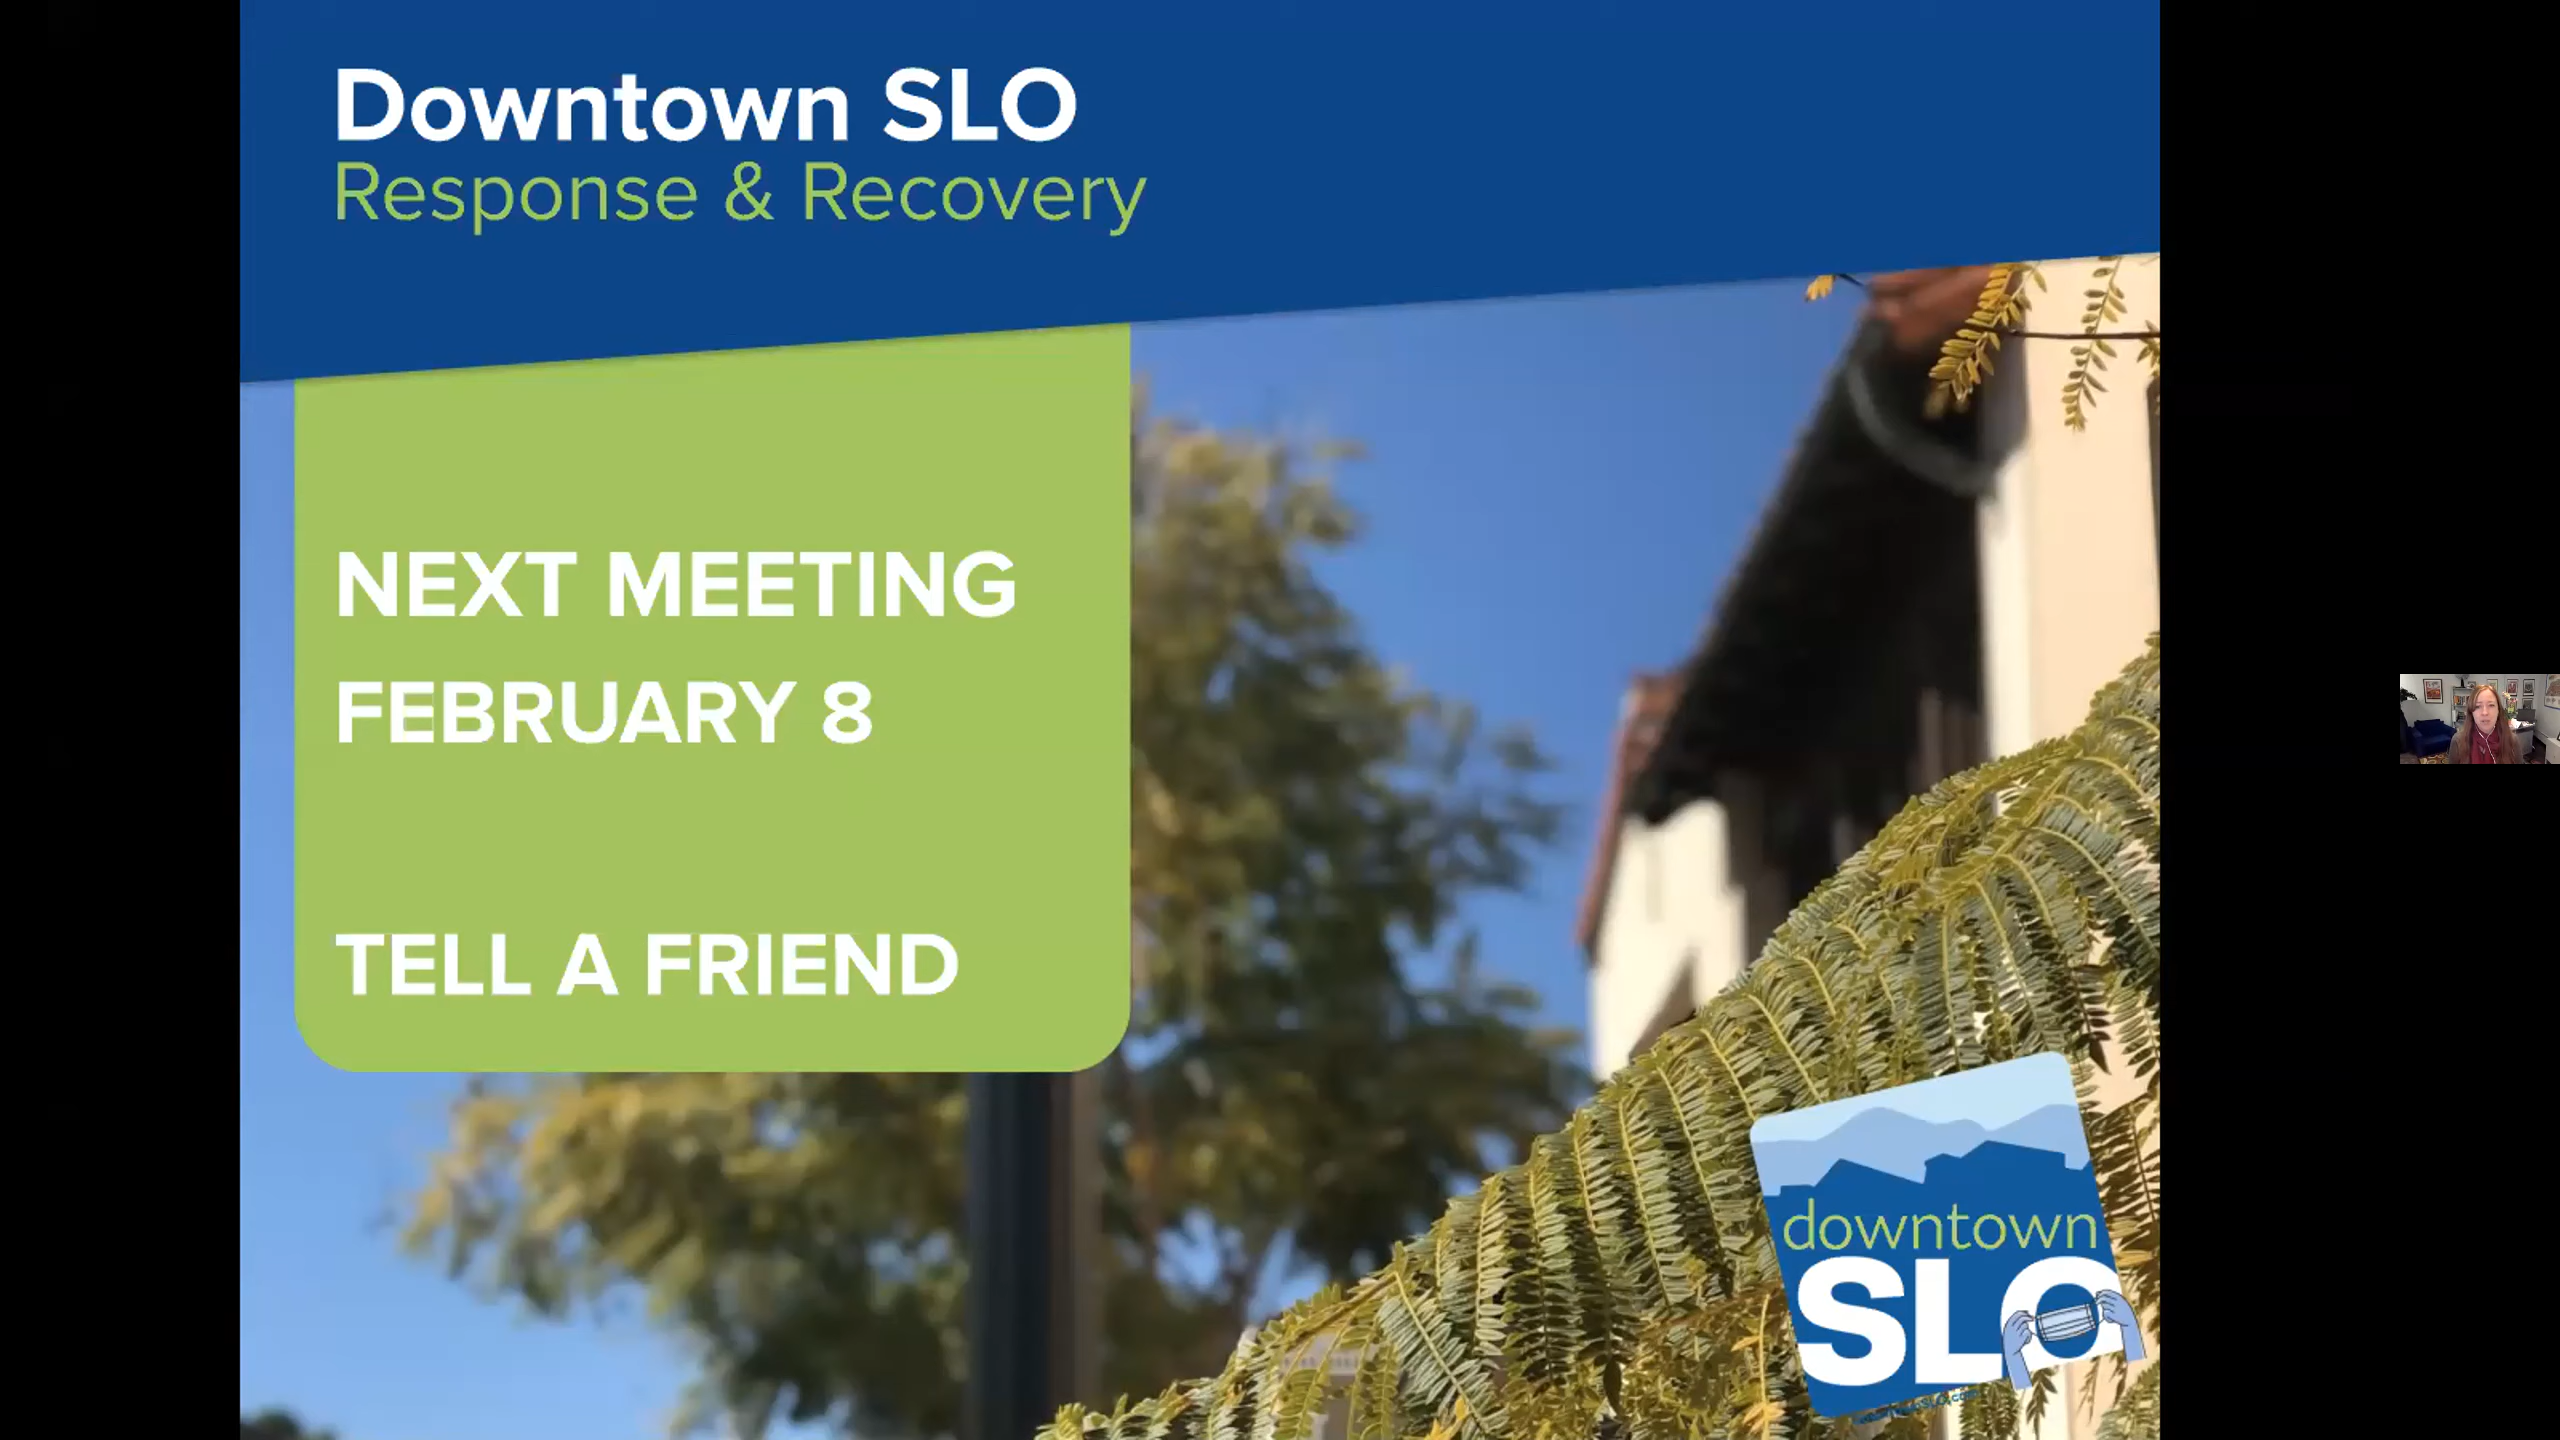 Downtown SLO
Response & Recovery
NEXT MEETING
FEBRUARY 8
TELL A FRIEND
downtown
SLO